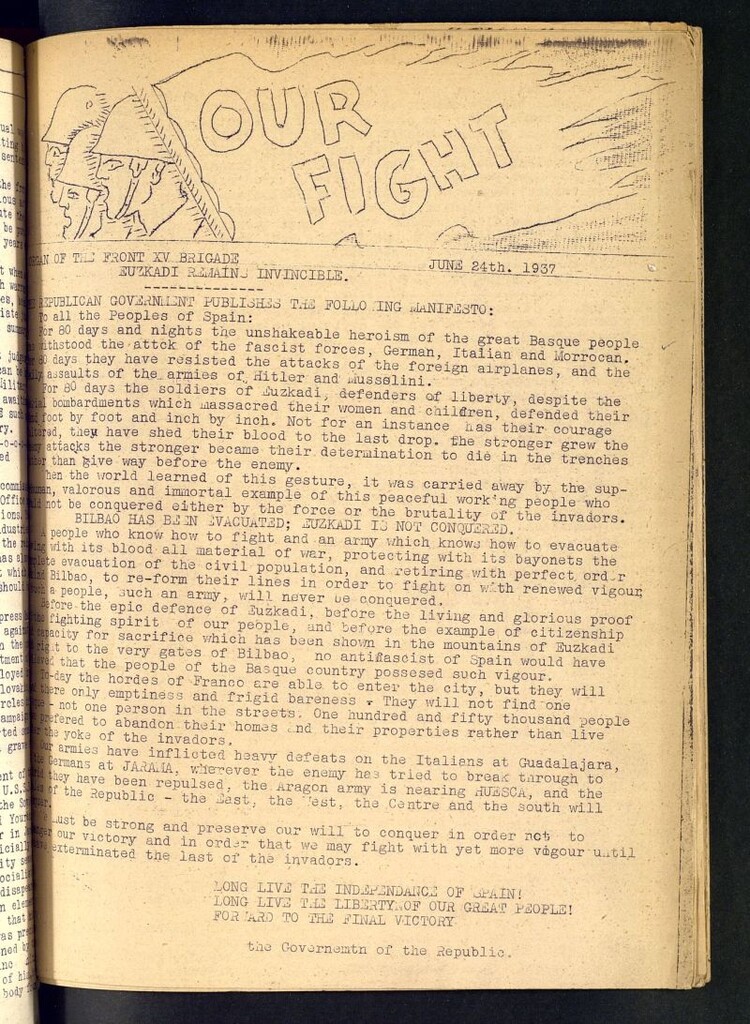 OUR
FIGHT
OF THE FRONT XV BRIGADE
JUNE 24th. 1937
EUZKADI REMAINS INVINCIBLE.
REPUBLICAN GOVERNMENT PUBLISHES THE FOLLOWING MANIFESTO:
To all the Peoples of Spain:
For 80 days and nights the unshakeable heroism of the great Basque people
withstood the attck of the fascist forces, German, Italian and Morrocan.
80 days they have resisted the attacks of the foreign airplanes, and the
assaults of the armies of Hitler and Musselini.
For 80 days the soldiers of Euzkadi, defenders of liberty, despite the
bombardments which massacred their women and children, defended their
foot by foot and inch by inch. Not for an instance has their courage
they have shed their blood to the last drop. the stronger grew the
attacks the stronger became their determination to die in the trenches
than give way before the enemy.
hen the world learned of this gesture, it was carried away by the sup-
valorous and immortal example of this peaceful working people who
not be conquered either by the force or the brutality of the invadors.
BILBAO HAS BEEN EVACUATED; EUZKADI IS NOT CONQUERED.
people who know how to fight and an army which knows how to evacuate
with its blood all material of war, protecting with its bayonets the
evacuation of the civil population, and retiring with perfect order
Bilbao, to re-form their lines in order to fight on with renewed vigour,
a people, such an army, will never be conquered.
Before the epic defence of Euzkadi, before the living and glorious proof
fighting spirit of our people, and before the example of citizenship
capacity for sacrifice which has been shown in the mountains of Euzkadi
right to the very gates of Bilbao, no antifascist of Spain would have
that the people of the Basque country possesed such vigour.
To-day the hordes of Franco are able to enter the city, but they will
there only emptiness and frigid bareness. They will not find one
- not one person in the streets. One hundred and fifty thousand people
prefered to abandon their homes and their properties rather than live
the yoke of the invadors.
Our armies have inflicted heavy defeats on the Italians at Guadalajara,
Germans at JARAMA, wherever the enemy has tried to break through to
they have been repulsed, the Aragon army is nearing HUESCA, and the
of the Republic - the East, the West, the Centre and the south will
must be strong and preserve our will to conquer in order not to
our victory and in order that we may fight with yet more vigour until
exterminated the last of the invadors.
LONG LIVE THE INDEPENDANCE OF SPAIN!
LONG LIVE THE LIBERTY OF OUR GREAT PEOPLE!
FORWARD TO THE FINAL VICTORY
the Governemtn of the Republic.